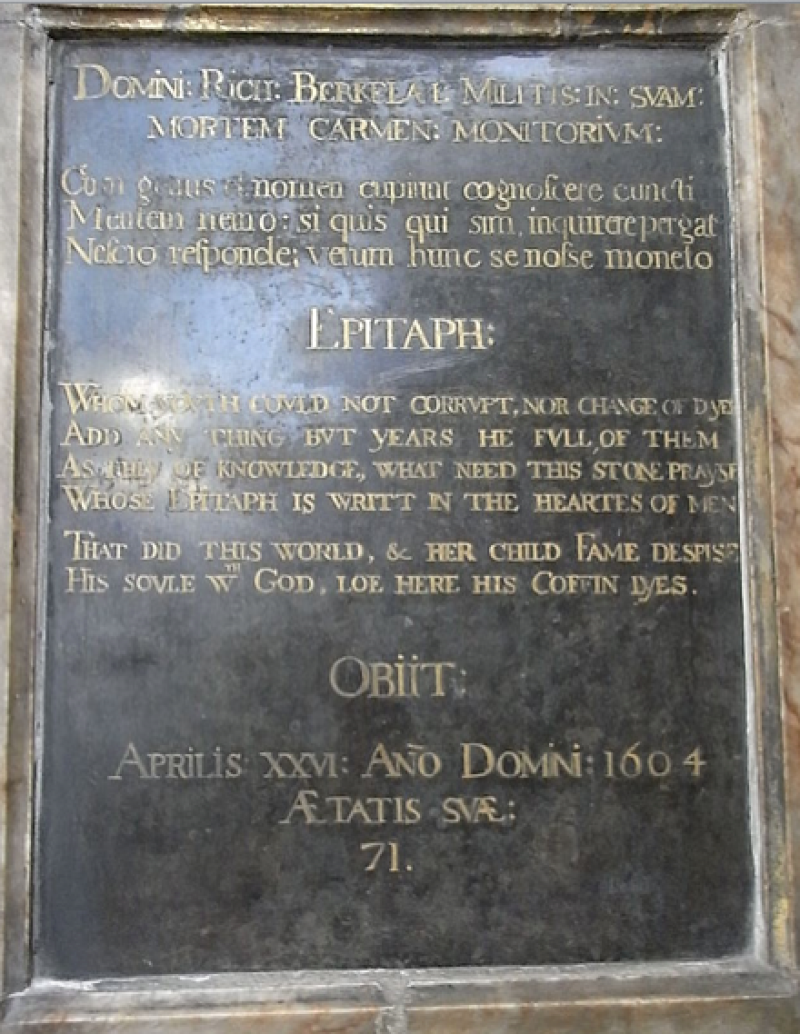 DOMINI: RICH: BERKELAEI: MILITIS: IN: SVAM:
MORTEM CARMEN: MONITORIVM:
Cum genus et nomen cupiunt cognoscere cuncti
Mentem nemo: si quis qui sim, inquirere pergat
Nescio responde; verum hunc se nosse moneto
EPITAPH:
WHOM YOVTH COVLD NOT CORRVPT, NOR CHANGE OF DAYES
ADD ANY THING BVT YEARS HE FVLL OF THEM
AS THEY OF KNOWLEDGE, WHAT NEED THIS STONE PRAYSE
WHOSE EPITAPH IS WRITT IN THE HEARTES OF MEN
THAT DID THIS WORLD, & HER CHILD FAME DESPISE
HIS SOVLE Wᵀᴴ GOD, LOE HERE HIS COFFIN LYES.
OBIIT:
APRILIS XXVI: AÑO DOMINI: 1604
ÆTATIS SVÆ:
71.